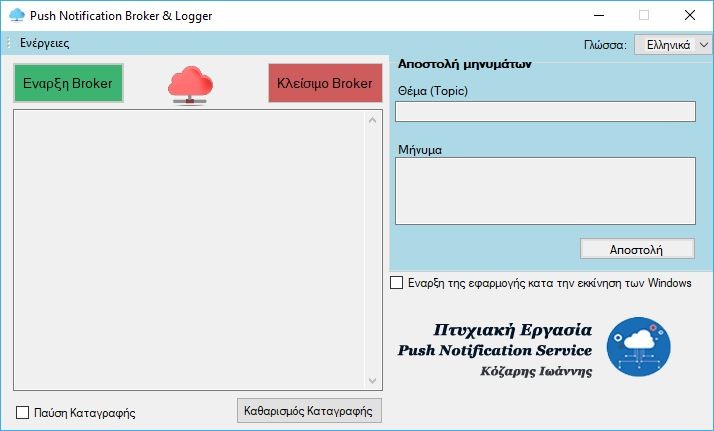 Push Notification Broker & Logger
Ενέργειες
Γλώσσα: Ελληνικά
Εναρξη Broker
Κλείσιμο Broker
Αποστολή μηνυμάτων
Θέμα (Topic)
Μήνυμα
Αποστολή
Εναρξη της εφαρμογής κατα την εκκίνηση των Windows
Πτυχιακή Εργασία
Push Notification Service
Κόζαρης Ιωάννης
Παύση Καταγραφής
Καθαρισμός Καταγραφής